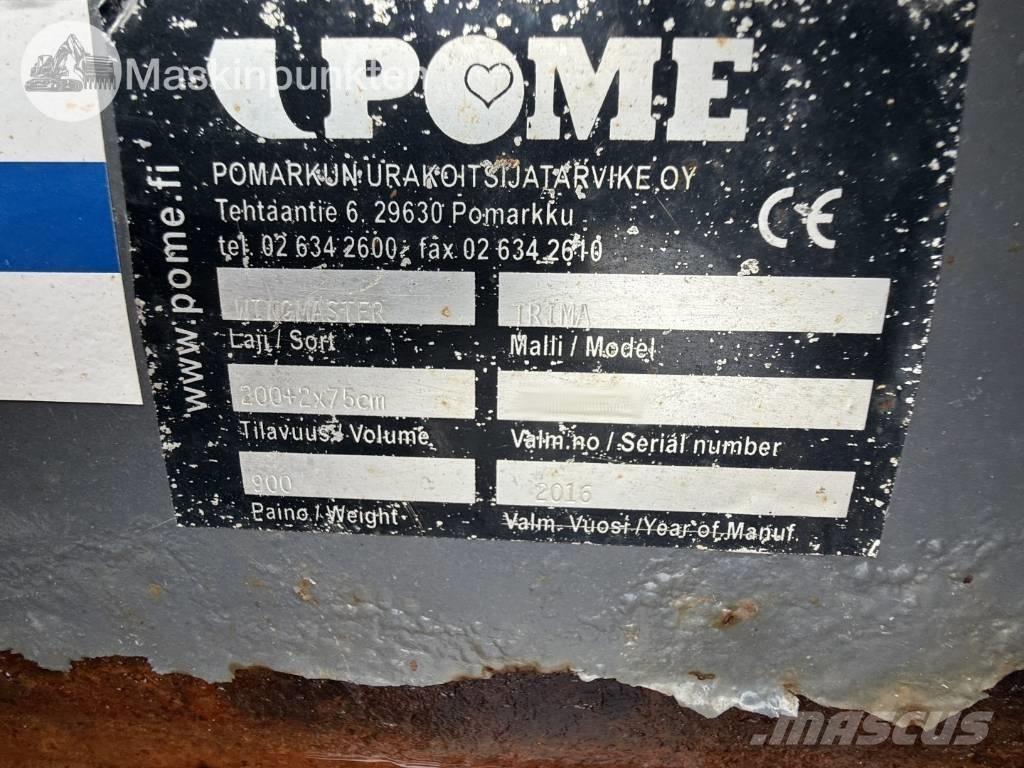 Maskinpunkten
POME
www.pome.fi
POMARKUN URAKOITSIJATARVIKE OY
Tehtaantie 6, 29630 Pomarkku
tel. 02 634 2600, fax 02 634 2610
CE
WINGMASTER
TRIMA
Laji / Sort
Malli / Model
200+2x75cm
Tilavuus / Volume
Valm.no / Serial number
900
2016
Paino / Weight
Valm. Vuosi /Year of Manuf
mascus